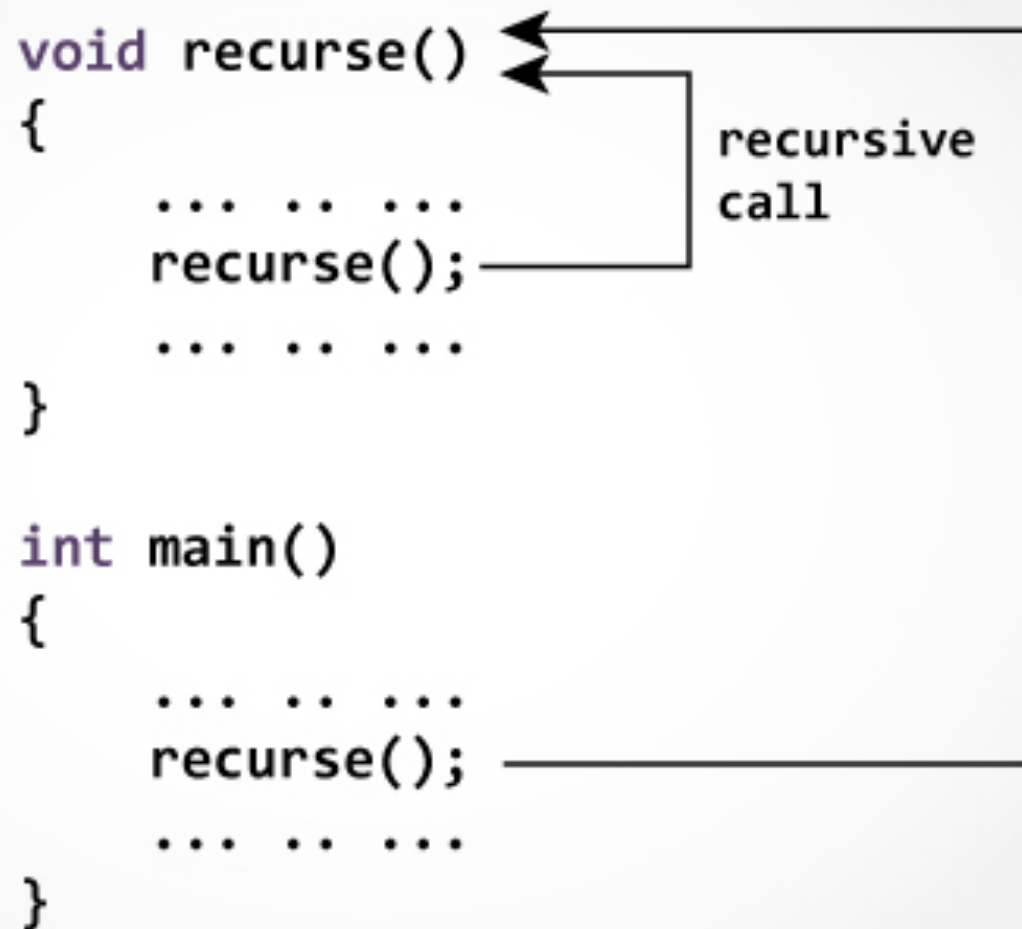 void recurse()
{
... .. ...
recurse();
... .. ...
}
recursive
call
int main()
{
... .. ...
recurse();
... .. ...
}